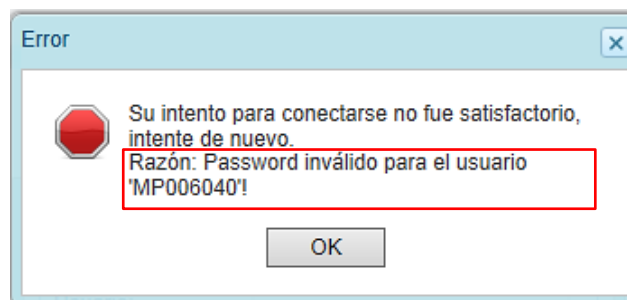 Error
Su intento para conectarse no fue satisfactorio,
intente de nuevo.
Razón: Password inválido para el usuario
'MP006040'!
OK